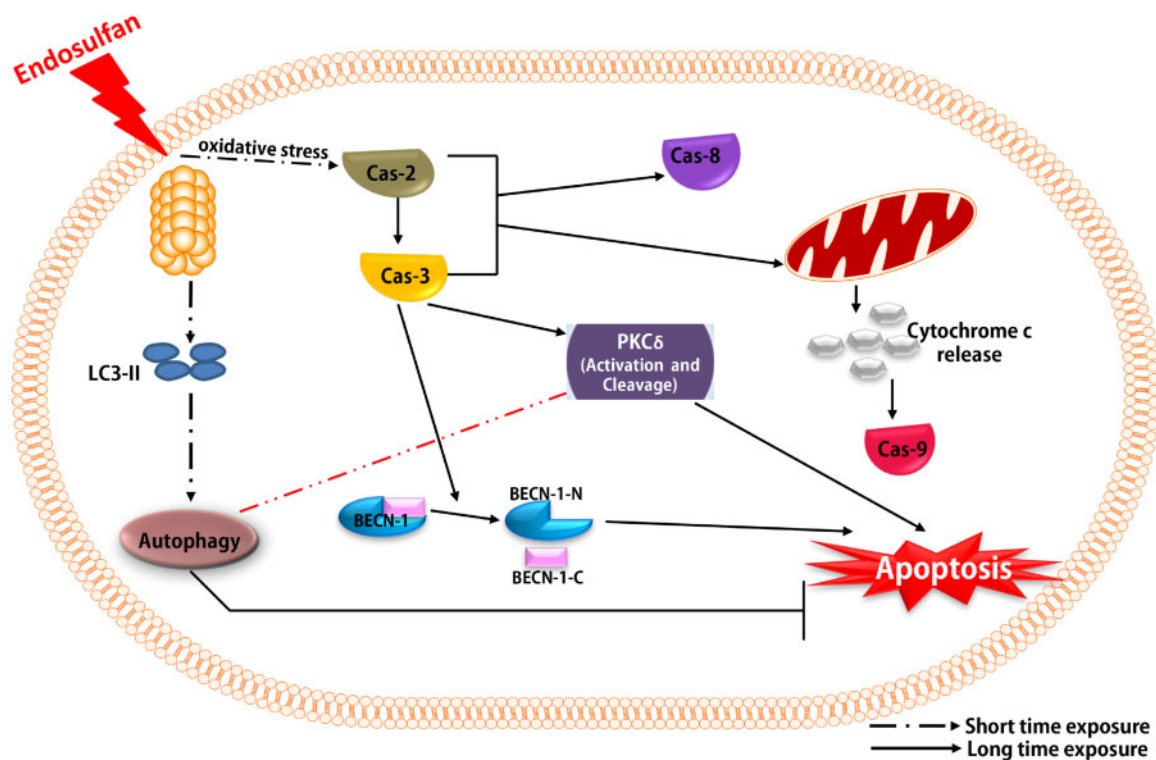 Endosulfan
oxidative stress
Cas-2
Cas-8
Cas-3
PKCδ
(Activation and
Cleavage)
Cytochrome c
release
LC3-II
Cas-9
BECN-1-N
BECN-1
Autophagy
BECN-1-C
Apoptosis
Short time exposure
Long time exposure